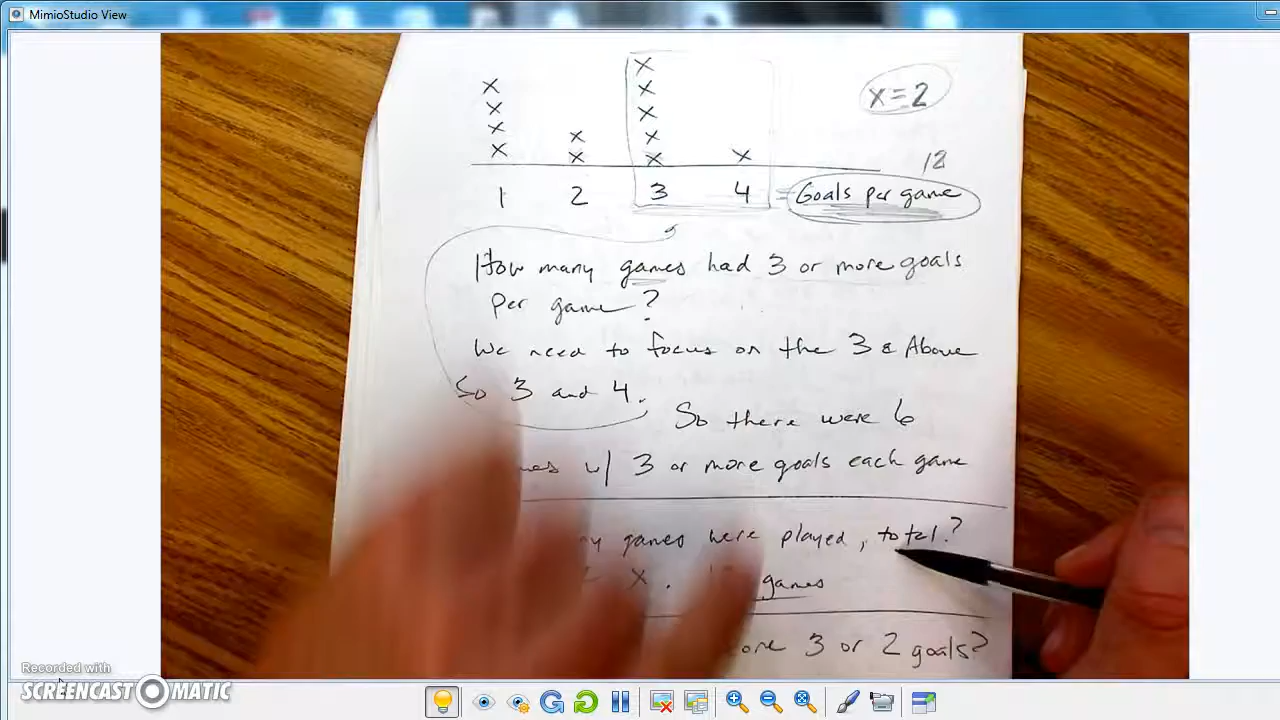 MimioStudio View
x
x x
x x
x x x x
x x x x
x = 2
12
1 2 3 4 = Goals per game
How many games had 3 or more goals
per game?
We need to focus on the 3 & Above
So 3 and 4.
So there were 6
w/ 3 or more goals each game
games were played, total?
x. games
3 or 2 goals?
Recorded with
SCREENCAST MATIC